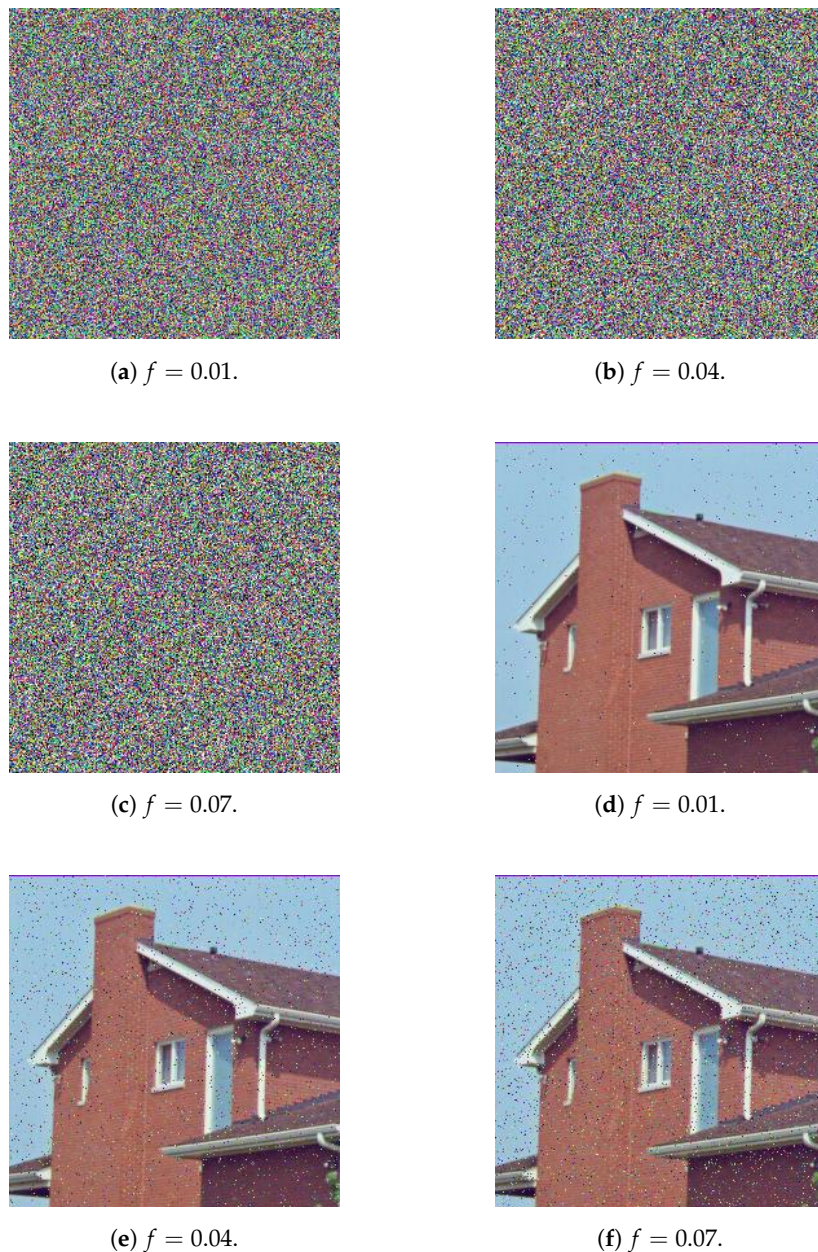 (a) f = 0.01.
(b) f = 0.04.
(c) f = 0.07.
(d) f = 0.01.
(e) f = 0.04.
(f) f = 0.07.